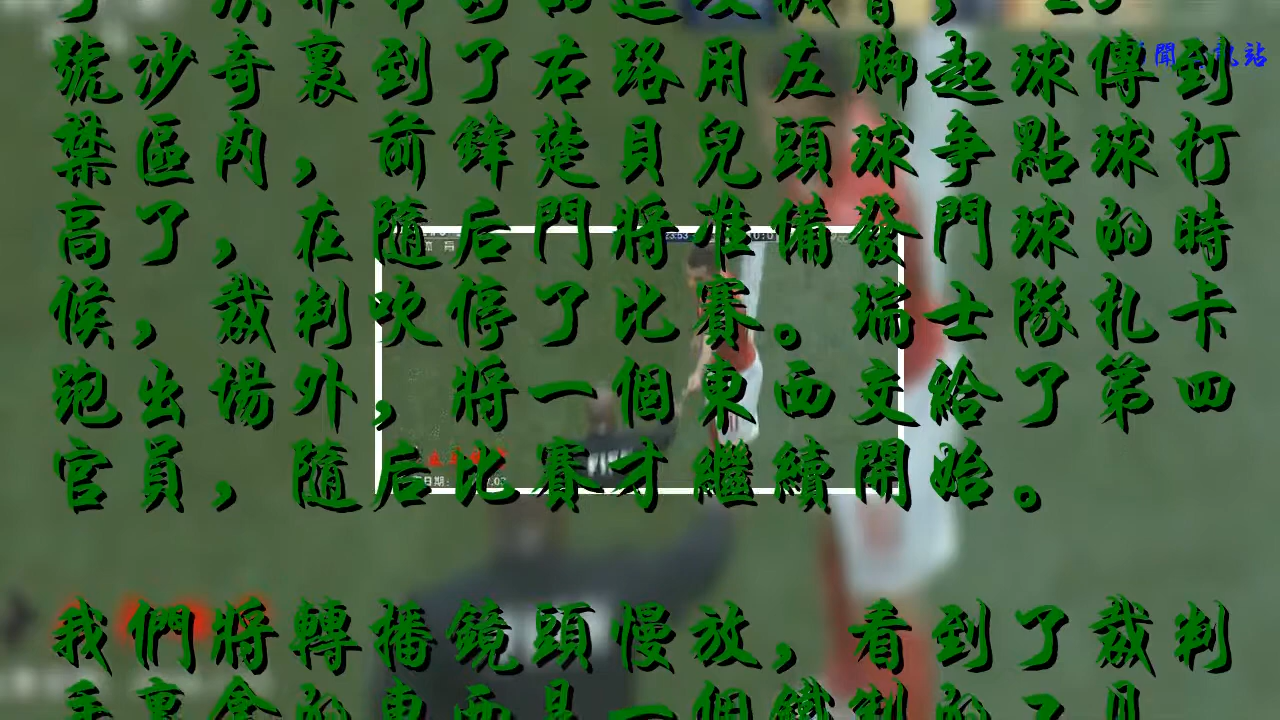 號沙奇裏到了右路用左脚起球傳到
禁區内，前鋒楚貝兒頭球爭點球打
高了，在隨后門將准備發門球的時
候，裁判吹停了比賽。瑞士隊扎卡
跑出場外，將一個東西交給了第四
官員，隨后比賽才繼續開始。
我們將轉播鏡頭慢放，看到了裁判